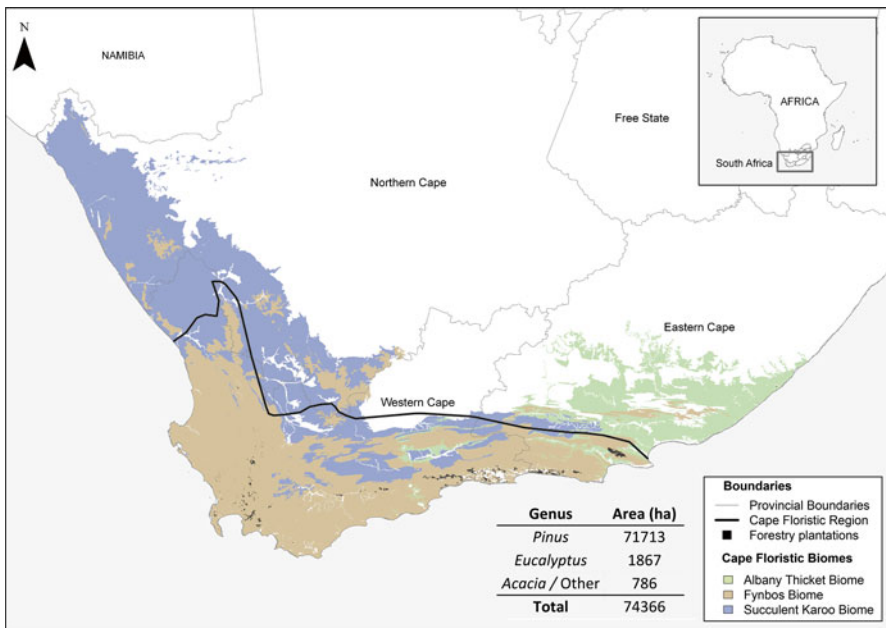 N
NAMIBIA
AFRICA
South Africa
Free State
Northern Cape
Eastern Cape
Western Cape
Genus Area (ha)
Pinus 71713
Eucalyptus 1867
Acacia / Other 786
Total 74366
Boundaries
Provincial Boundaries
Cape Floristic Region
Forestry plantations
Cape Floristic Biomes
Albany Thicket Biome
Fynbos Biome
Succulent Karoo Biome